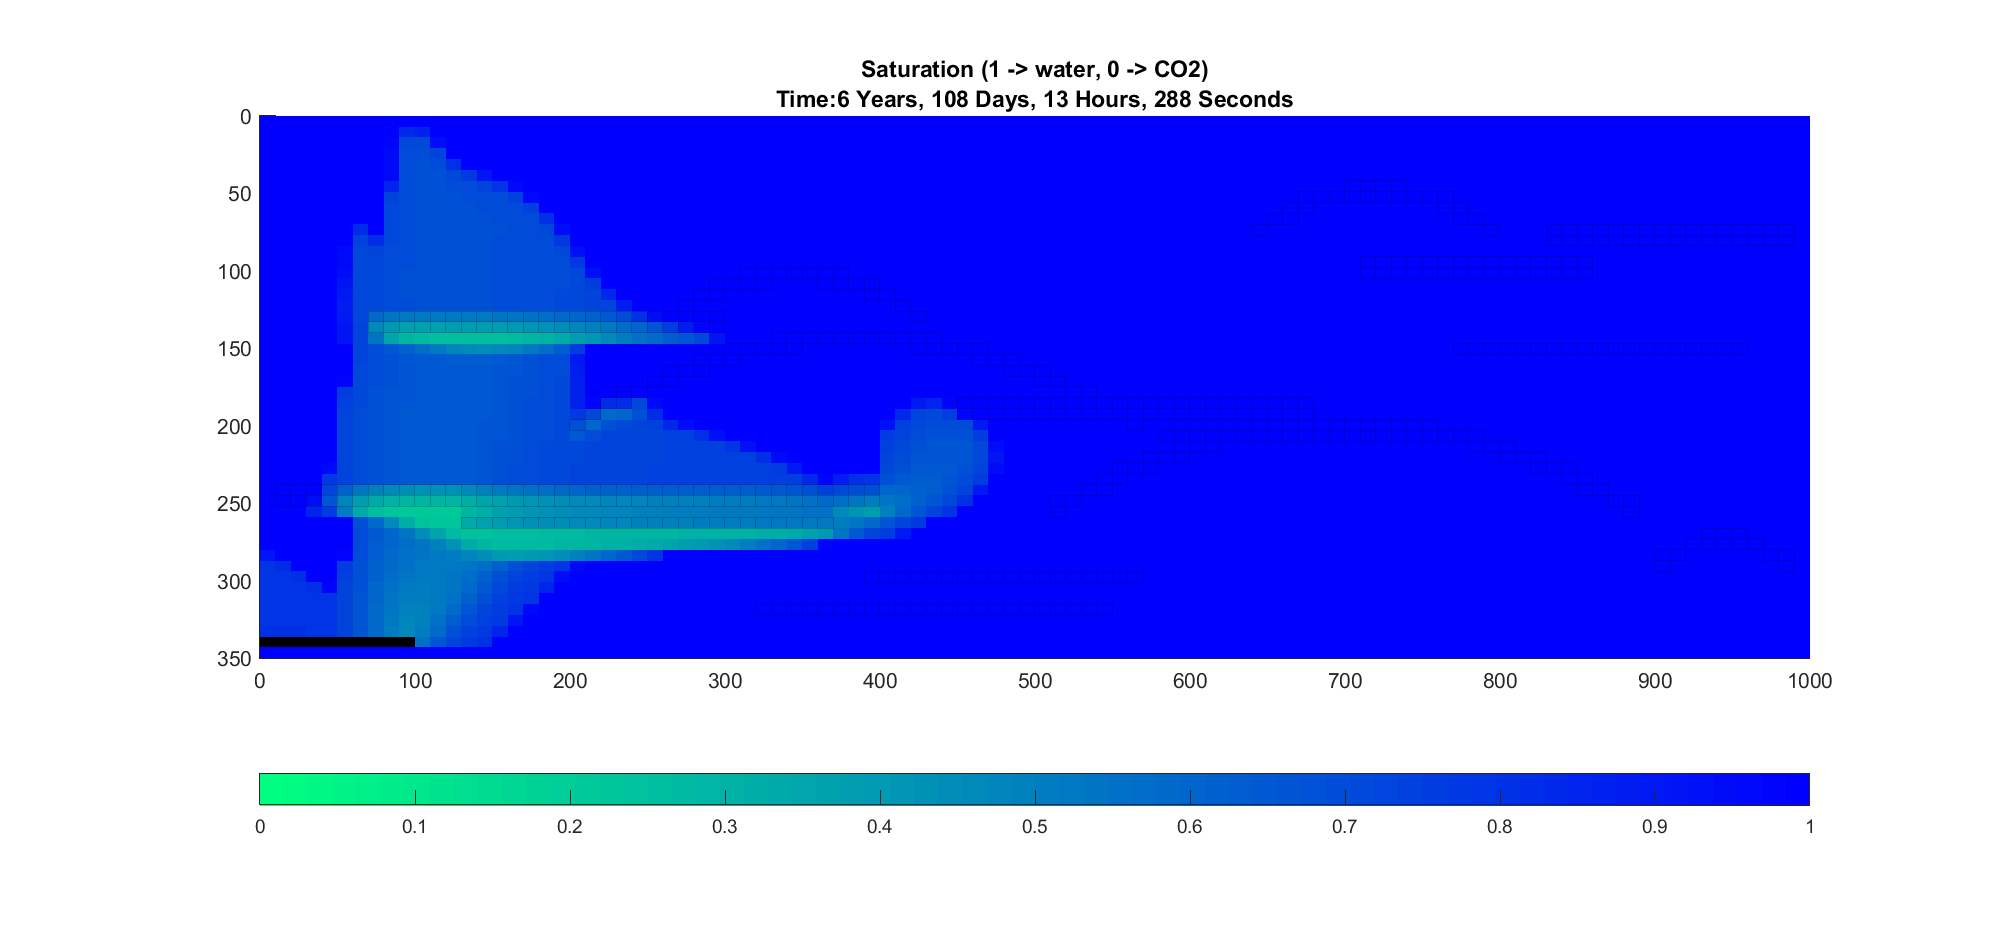 Saturation (1 -> water, 0 -> CO2)
Time:6 Years, 108 Days, 13 Hours, 288 Seconds
0
50
100
150
200
250
300
350
0 100 200 300 400 500 600 700 800 900 1000
0 0.1 0.2 0.3 0.4 0.5 0.6 0.7 0.8 0.9 1